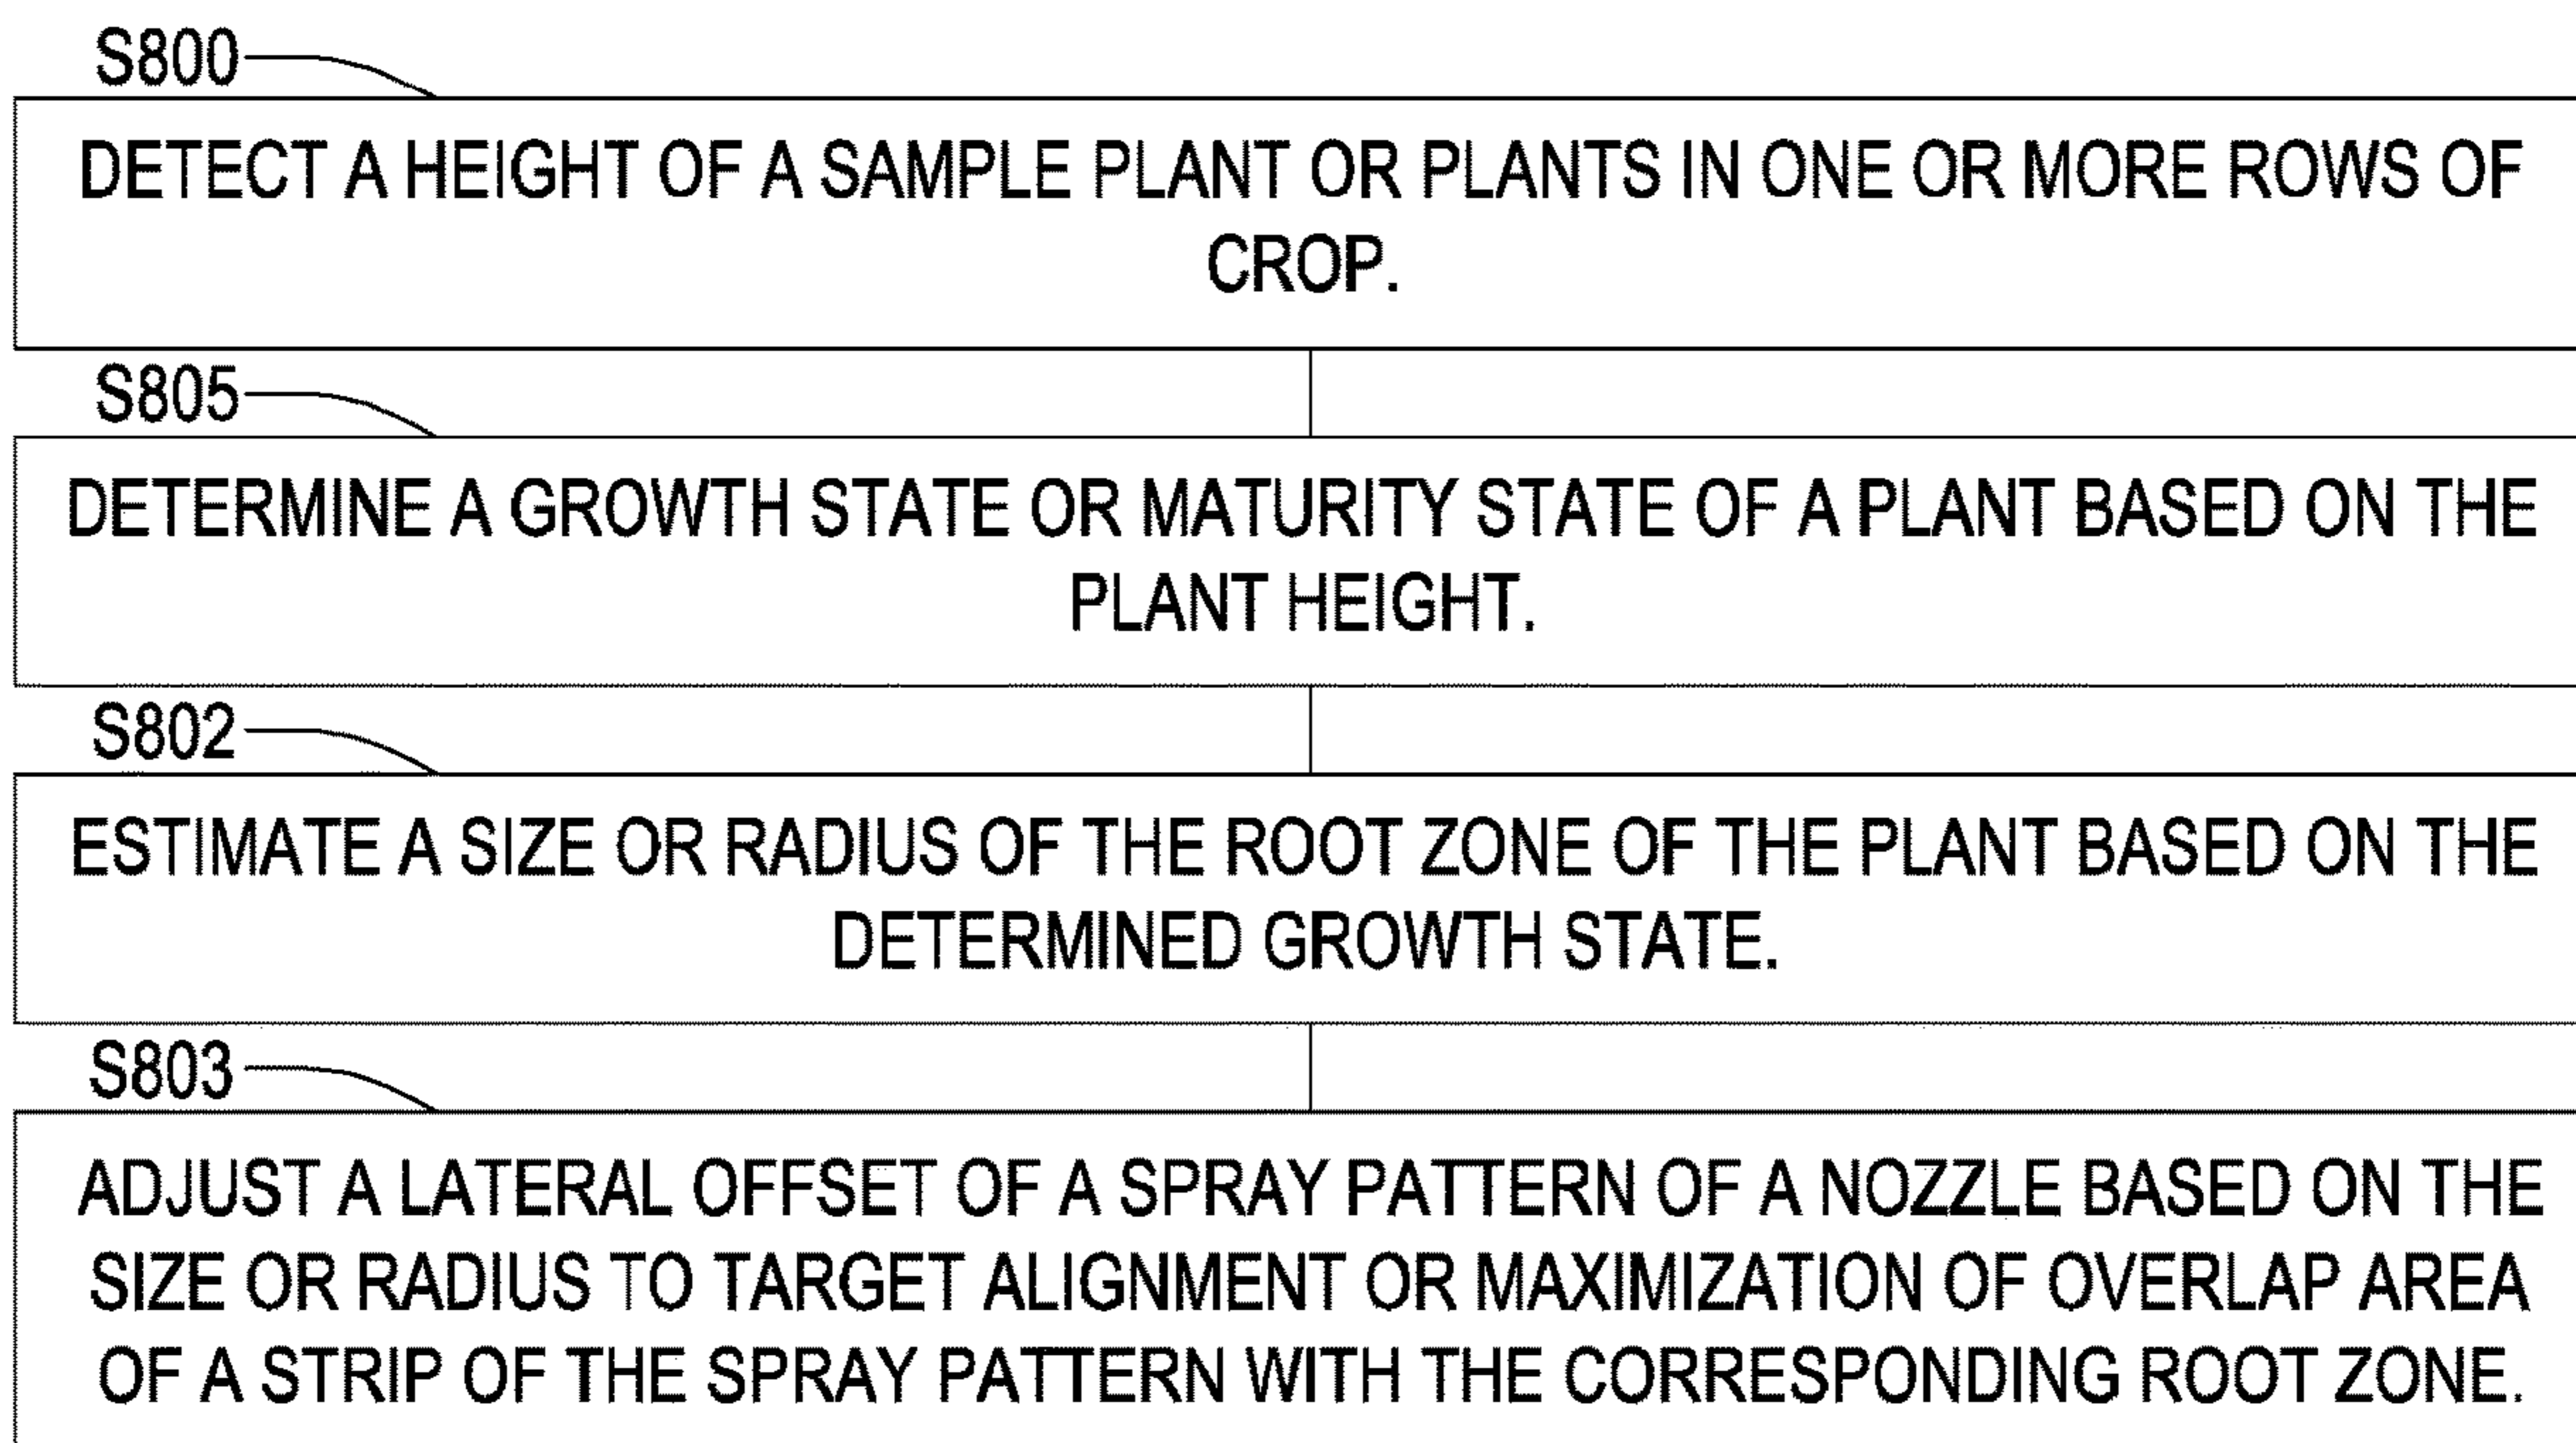 S800
DETECT A HEIGHT OF A SAMPLE PLANT OR PLANTS IN ONE OR MORE ROWS OF
CROP.
S805
DETERMINE A GROWTH STATE OR MATURITY STATE OF A PLANT BASED ON THE
PLANT HEIGHT.
S802
ESTIMATE A SIZE OR RADIUS OF THE ROOT ZONE OF THE PLANT BASED ON THE
DETERMINED GROWTH STATE.
S803
ADJUST A LATERAL OFFSET OF A SPRAY PATTERN OF A NOZZLE BASED ON THE
SIZE OR RADIUS TO TARGET ALIGNMENT OR MAXIMIZATION OF OVERLAP AREA
OF A STRIP OF THE SPRAY PATTERN WITH THE CORRESPONDING ROOT ZONE.